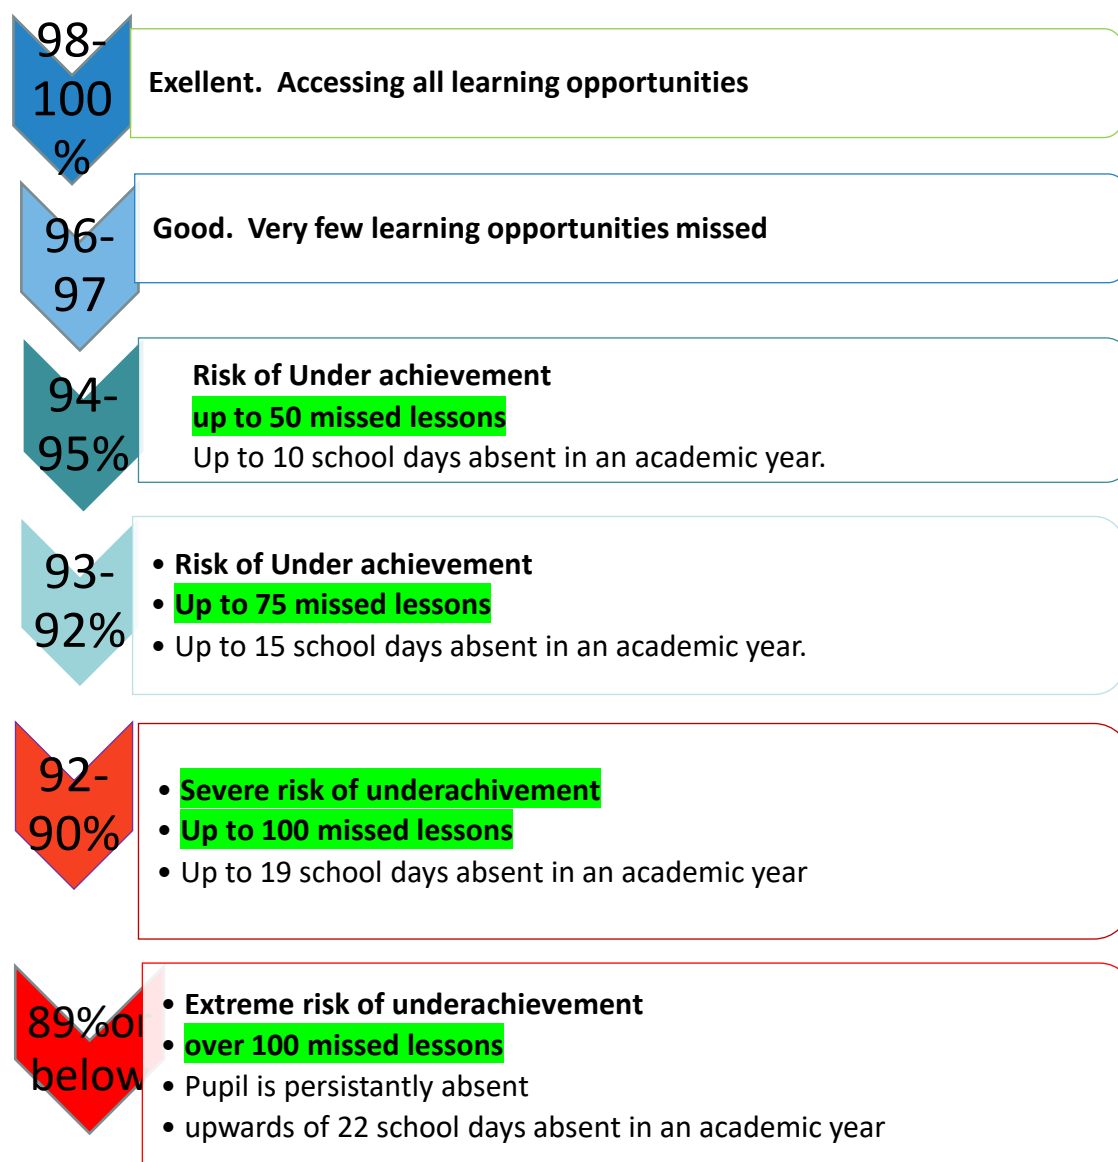 98-
100
%
Exellent.  Accessing all learning opportunities
96-
97
Good.  Very few learning opportunities missed
94-
95%
Risk of Under achievement
up to 50 missed lessons
Up to 10 school days absent in an academic year.
93-
92%
• Risk of Under achievement
• Up to 75 missed lessons
• Up to 15 school days absent in an academic year.
92-
90%
• Severe risk of underachivement
• Up to 100 missed lessons
• Up to 19 school days absent in an academic year
89%or
below
• Extreme risk of underachievement
• over 100 missed lessons
• Pupil is persistantly absent
• upwards of 22 school days absent in an academic year